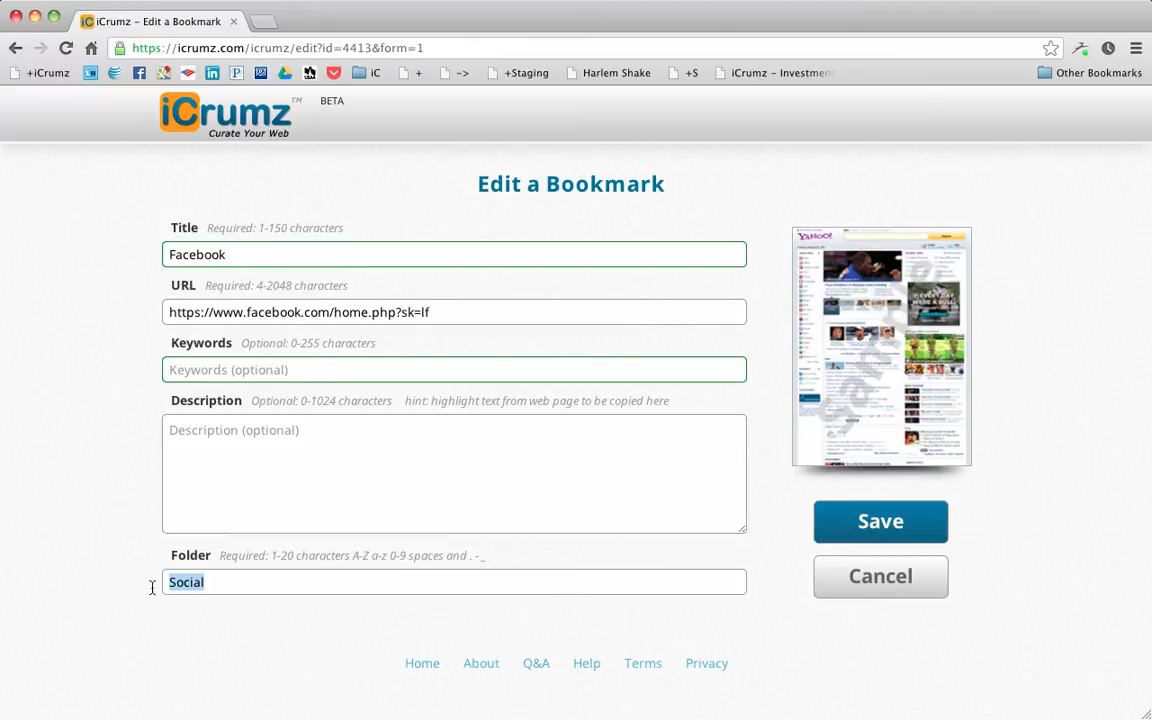 iCrumz – Edit a Bookmark
https://icrumz.com/icrumz/edit?id=4413&form=1
+iCrumz iC + -> +Staging Harlem Shake +S iCrumz – Investmen Other Bookmarks
iCrumz™ BETA
Curate Your Web
Edit a Bookmark
Title Required: 1-150 characters
Facebook
URL Required: 4-2048 characters
https://www.facebook.com/home.php?sk=lf
Keywords Optional: 0-255 characters
Keywords (optional)
Description Optional: 0-1024 characters hint: highlight text from web page to be copied here
Description (optional)
Folder Required: 1-20 characters A-Z a-z 0-9 spaces and . - _
Social
YAHOO!
sample
Save
Cancel
Home About Q&A Help Terms Privacy